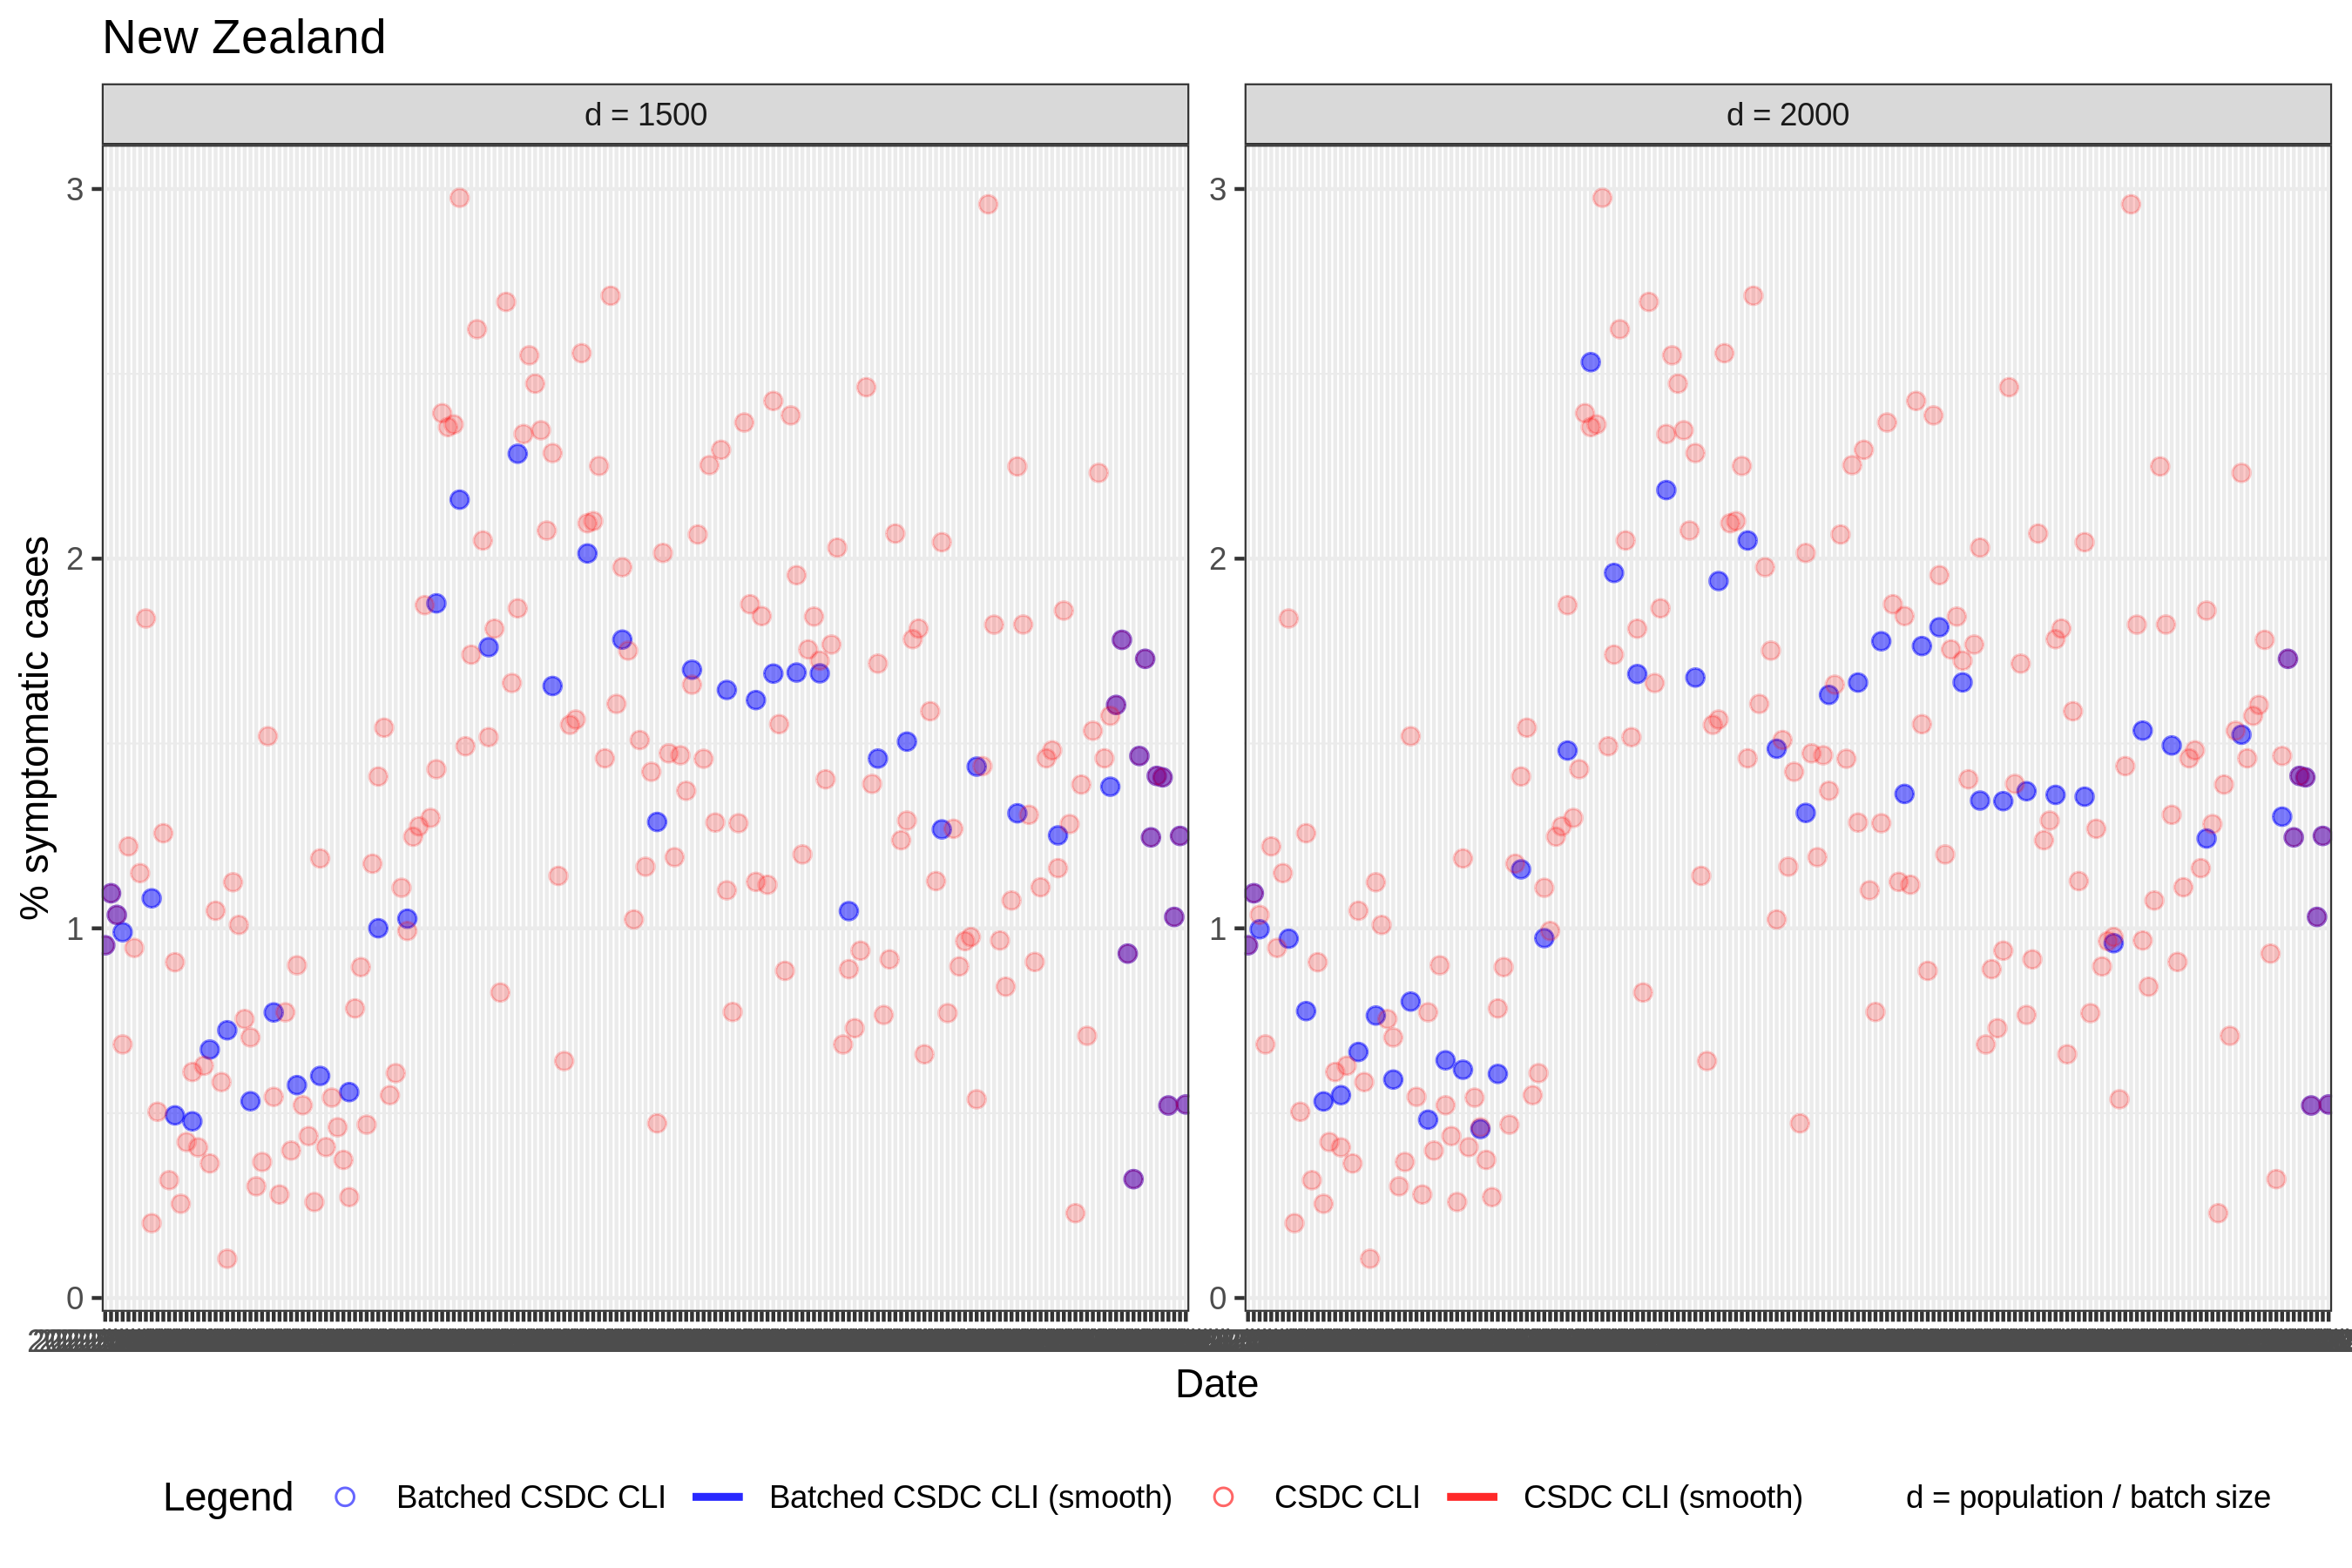 New Zealand
d = 1500
d = 2000
3
2
1
0
3
2
1
0
% symptomatic cases
Date
Legend
Batched CSDC CLI
Batched CSDC CLI (smooth)
CSDC CLI
CSDC CLI (smooth)
d = population / batch size